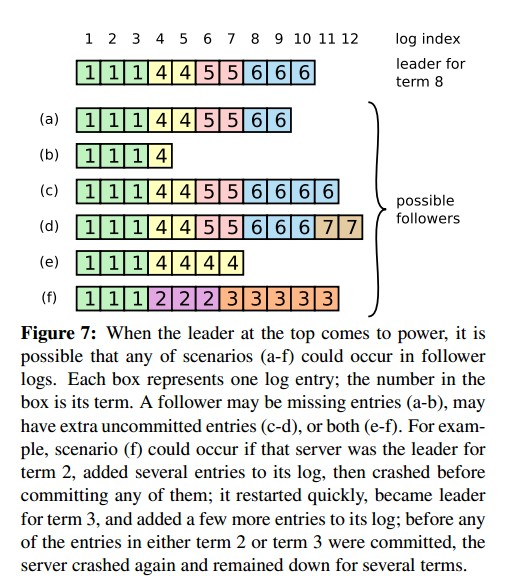 1 2 3 4 5 6 7 8 9 10 11 12 log index
1 1 1 4 4 5 5 6 6 6 leader for
term 8
(a) 1 1 1 4 4 5 5 6 6
(b) 1 1 1 4
(c) 1 1 1 4 4 5 5 6 6 6 6
(d) 1 1 1 4 4 5 5 6 6 6 7 7
(e) 1 1 1 4 4 4 4
(f) 1 1 1 2 2 2 3 3 3 3 3
possible
followers
Figure 7: When the leader at the top comes to power, it is
possible that any of scenarios (a-f) could occur in follower
logs. Each box represents one log entry; the number in the
box is its term. A follower may be missing entries (a-b), may
have extra uncommitted entries (c-d), or both (e-f). For exam-
ple, scenario (f) could occur if that server was the leader for
term 2, added several entries to its log, then crashed before
committing any of them; it restarted quickly, became leader
for term 3, and added a few more entries to its log; before any
of the entries in either term 2 or term 3 were committed, the
server crashed again and remained down for several terms.